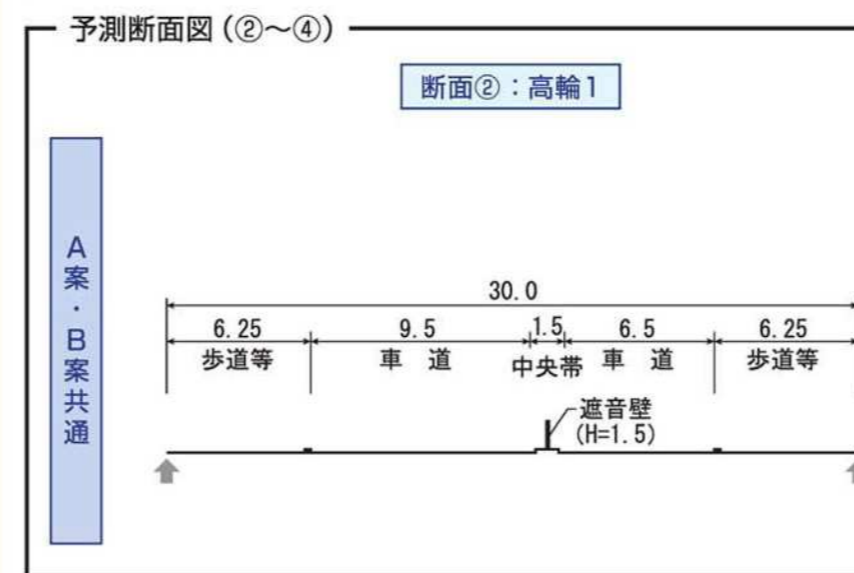 予測断面図(②～④)
断面②:高輪1
A案・B案共通
30.0
6.25 9.5 1.5 6.5 6.25
歩道等 車 道 中央帯 車 道 歩道等
遮音壁
(H=1.5)